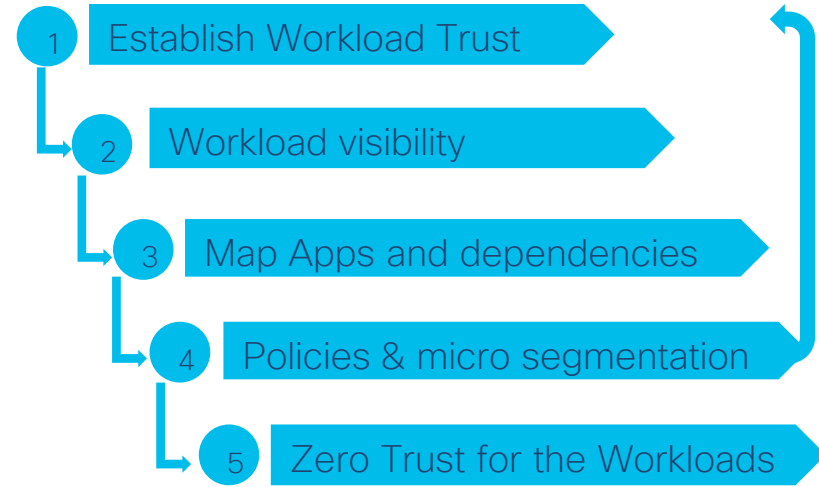 1 Establish Workload Trust
2 Workload visibility
3 Map Apps and dependencies
4 Policies & micro segmentation
5 Zero Trust for the Workloads